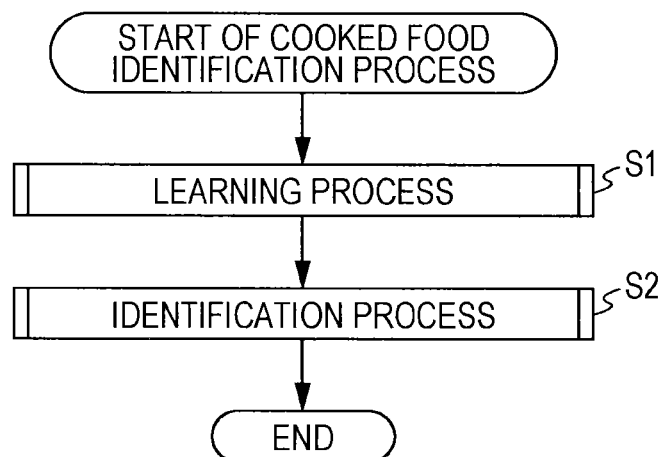 START OF COOKED FOOD
IDENTIFICATION PROCESS
LEARNING PROCESS
S1
IDENTIFICATION PROCESS
S2
END